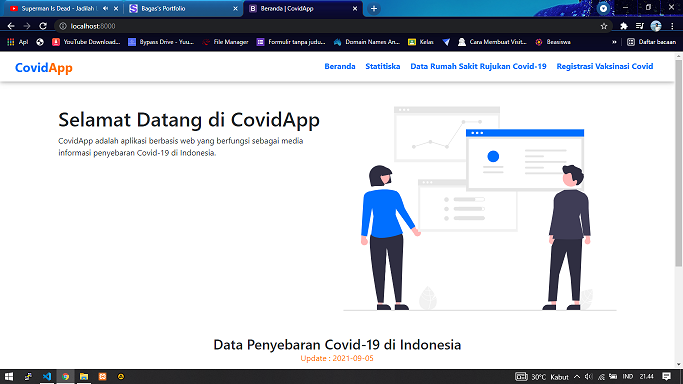 Superman Is Dead - Jadilah
Bagas's Portfolio
Beranda | CovidApp
localhost:8000
Apl
YouTube Download...
Bypass Drive - Yuu...
File Manager
Formulir tanpa judu...
Domain Names An...
Kelas
Cara Membuat Visit...
Beasiswa
»
Daftar bacaan
CovidApp
Beranda
Statitiska
Data Rumah Sakit Rujukan Covid-19
Registrasi Vaksinasi Covid
Selamat Datang di CovidApp
CovidApp adalah aplikasi berbasis web yang berfungsi sebagai media
informasi penyebaran Covid-19 di Indonesia.
Data Penyebaran Covid-19 di Indonesia
Update : 2021-09-05
30°C Kabut
IND
21.44